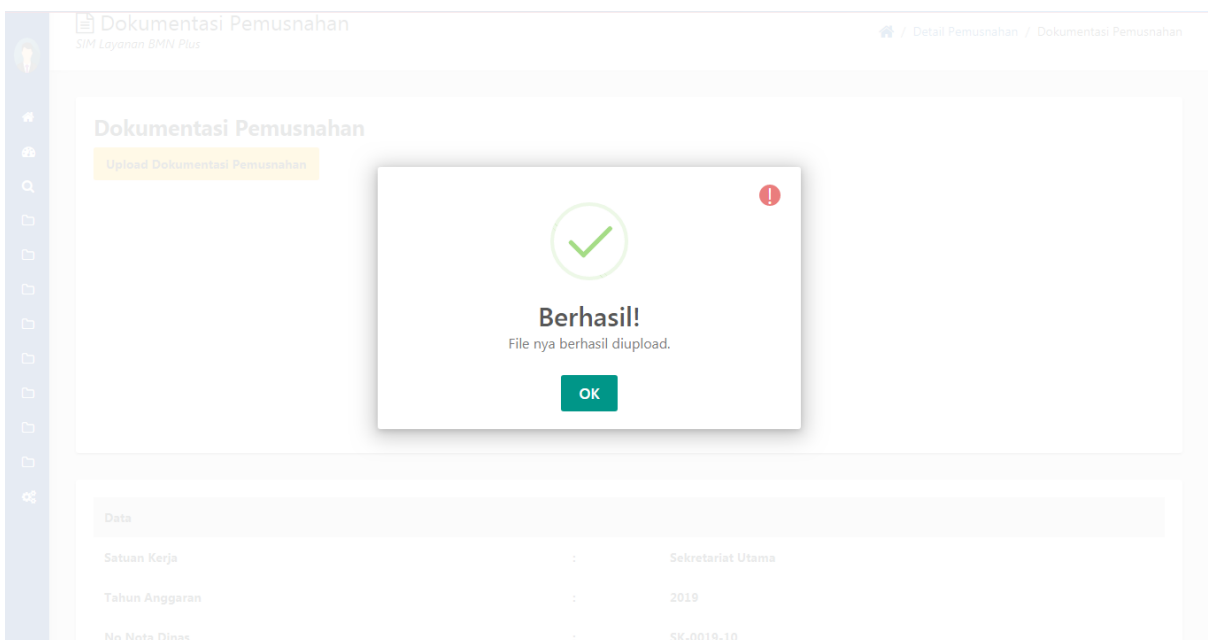 Dokumentasi Pemusnahan
SIM Layanan BMN Plus
/ Detail Pemusnahan / Dokumentasi Pemusnahan
Dokumentasi Pemusnahan
Upload Dokumentasi Pemusnahan
!
Berhasil!
File nya berhasil diupload.
OK
Data
Satuan Kerja : Sekretariat Utama
Tahun Anggaran : 2019
No Nota Dinas : SK-0019-10